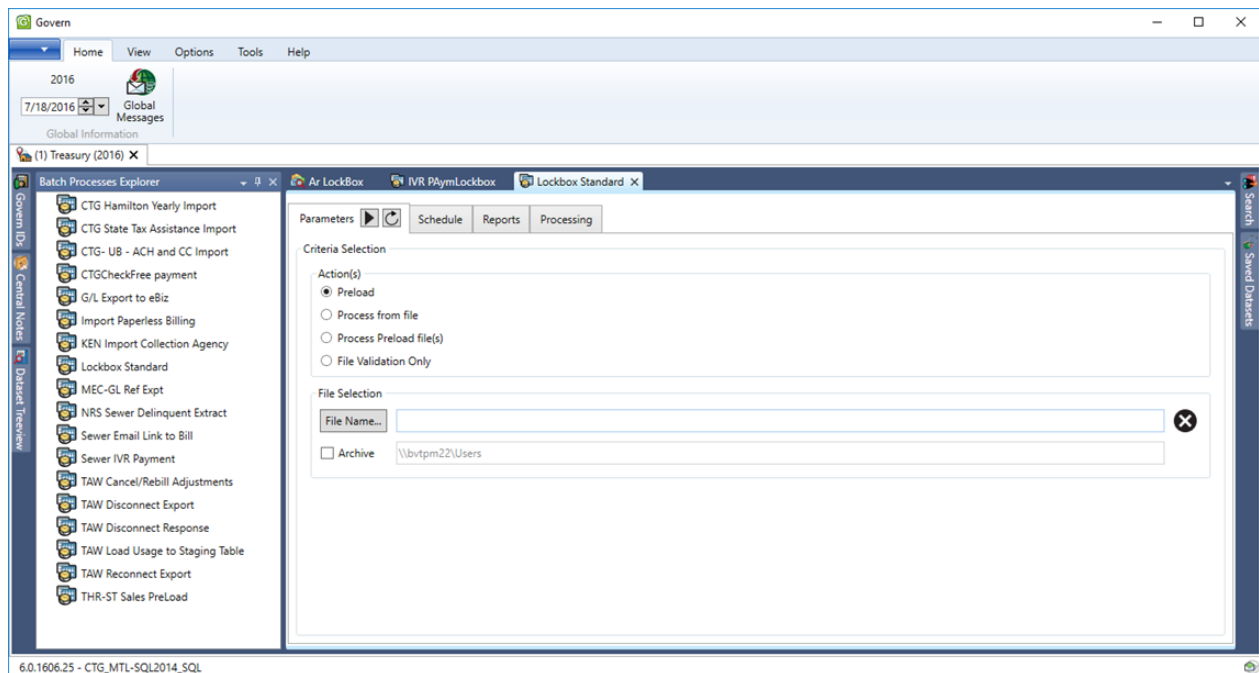 Govern
Home View Options Tools Help
2016
7/18/2016
Global
Messages
Global Information
(1) Treasury (2016)
Govern IDs
Central Notes
Dataset Treeview
Batch Processes Explorer
CTG Hamilton Yearly Import
CTG State Tax Assistance Import
CTG- UB - ACH and CC Import
CTGCheckFree payment
G/L Export to eBiz
Import Paperless Billing
KEN Import Collection Agency
Lockbox Standard
MEC-GL Ref Expt
NRS Sewer Delinquent Extract
Sewer Email Link to Bill
Sewer IVR Payment
TAW Cancel/Rebill Adjustments
TAW Disconnect Export
TAW Disconnect Response
TAW Load Usage to Staging Table
TAW Reconnect Export
THR-ST Sales PreLoad
Ar LockBox IVR PAymLockbox Lockbox Standard
Parameters Schedule Reports Processing
Criteria Selection
Action(s)
Preload
Process from file
Process Preload file(s)
File Validation Only
File Selection
File Name...
Archive \\bvtpm22\Users
Search
Saved Datasets
6.0.1606.25 - CTG_MTL-SQL2014_SQL